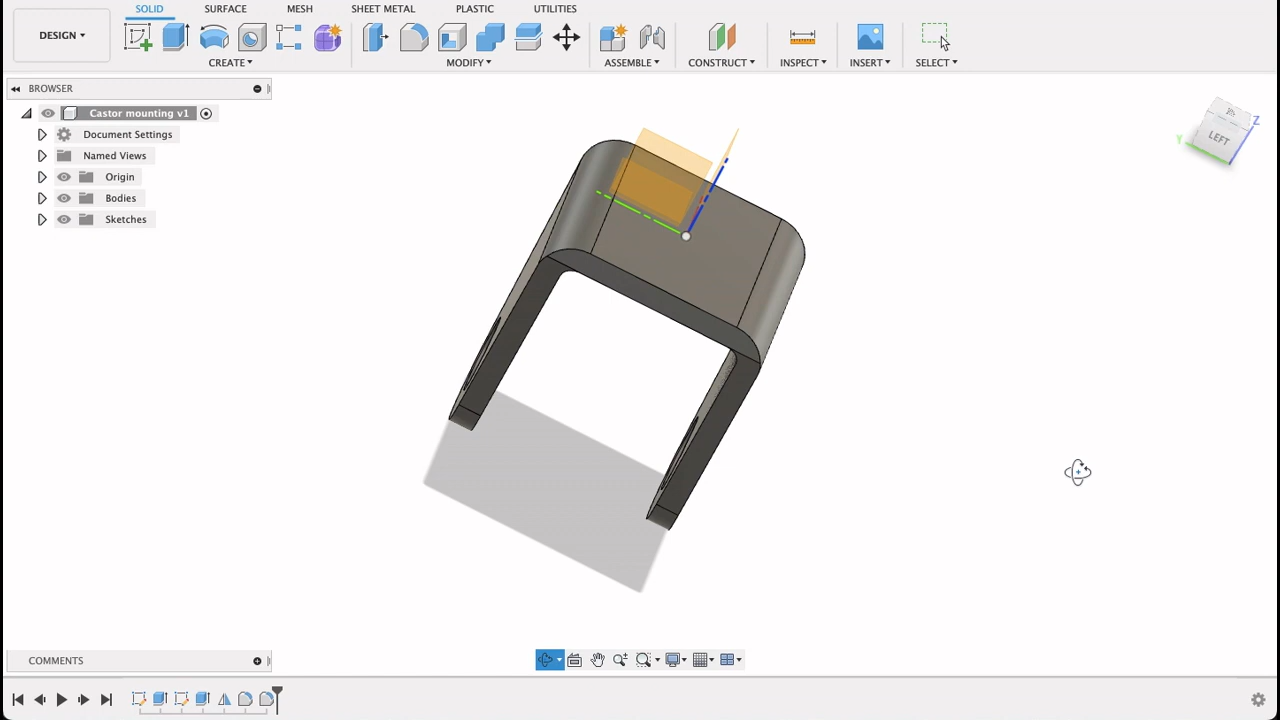 SOLID SURFACE MESH SHEET METAL PLASTIC UTILITIES
DESIGN
CREATE MODIFY ASSEMBLE CONSTRUCT INSPECT INSERT SELECT
BROWSER
Castor mounting v1
Document Settings
Named Views
Origin
Bodies
Sketches
Z
Y
LEFT
COMMENTS